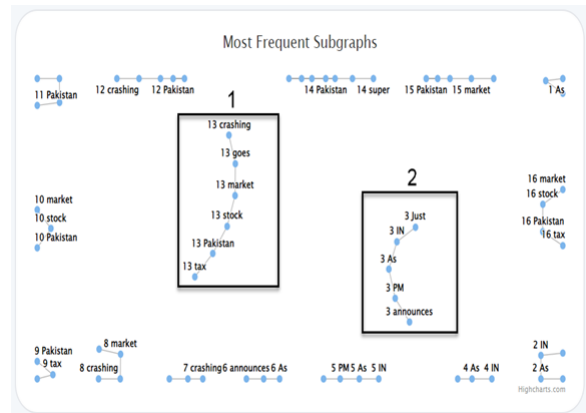 Most Frequent Subgraphs
11 Pakistan
12 crashing
12 Pakistan
14 Pakistan
14 super
15 Pakistan
15 market
1 As
1
13 crashing
13 goes
13 market
13 stock
13 Pakistan
13 tax
2
3 Just
3 IN
3 As
3 PM
3 announces
10 market
10 stock
10 Pakistan
16 market
16 stock
16 Pakistan
16 tax
9 Pakistan
9 tax
8 market
8 crashing
7 crashing
6 announces
6 As
5 PM
5 As
5 IN
4 As
4 IN
2 IN
2 As
Highcharts.com